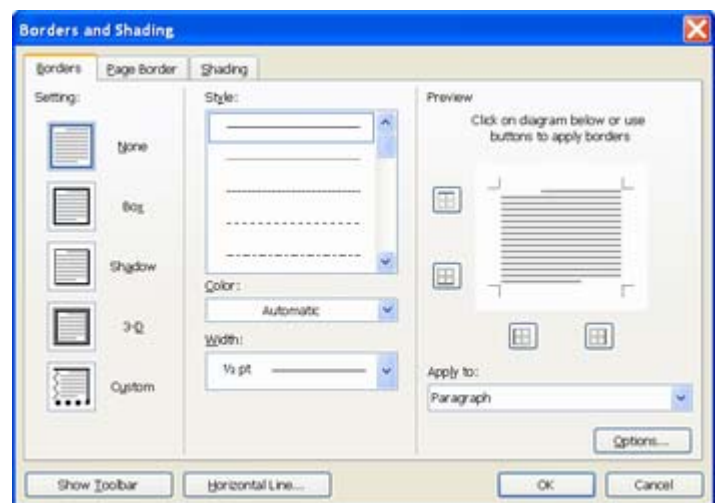 Borders and Shading
Borders
Page Border
Shading
Setting:
None
Box
Shadow
3-D
Custom
Style:
Color:
Automatic
Width:
½ pt
Preview
Click on diagram below or use
buttons to apply borders
Apply to:
Paragraph
Options...
Show Toolbar
Horizontal Line...
OK
Cancel